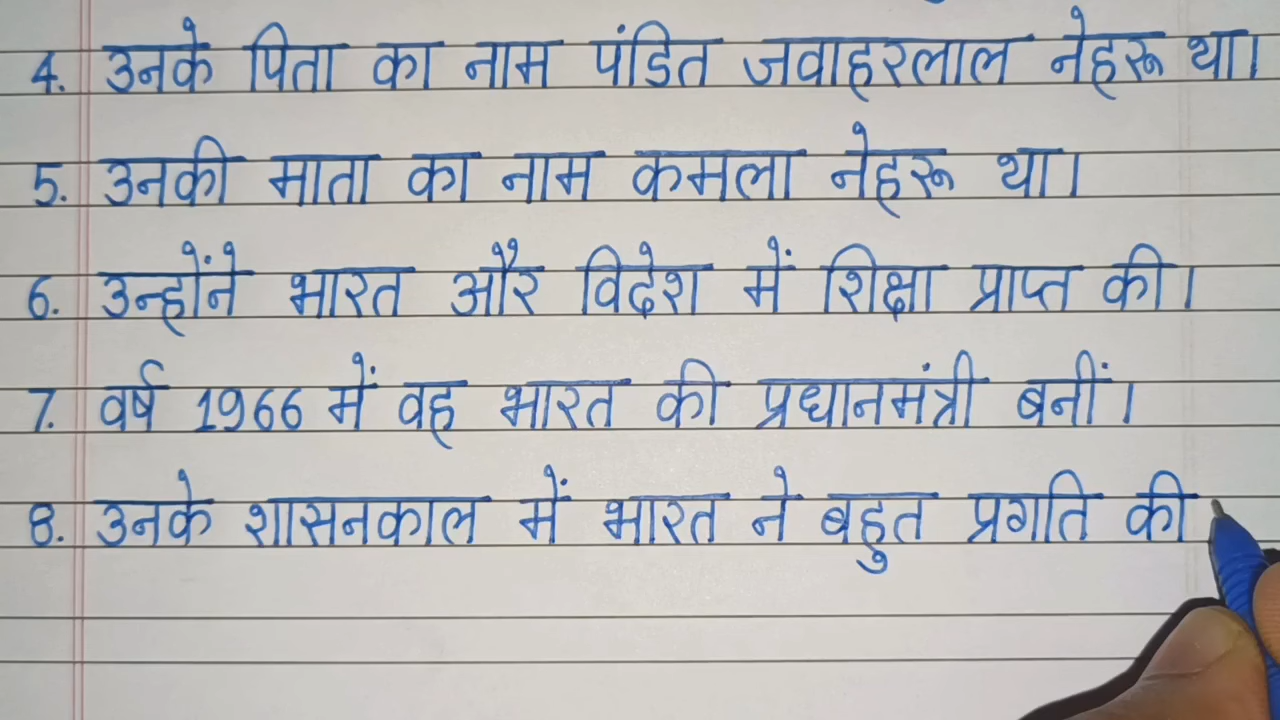 4. उनके पिता का नाम पंडित जवाहरलाल नेहरू था।
5. उनकी माता का नाम कमला नेहरू था।
6. उन्होंने भारत और विदेश में शिक्षा प्राप्त की।
7. वर्ष 1966 में वह भारत की प्रधानमंत्री बनीं।
8. उनके शासनकाल में भारत ने बहुत प्रगति की